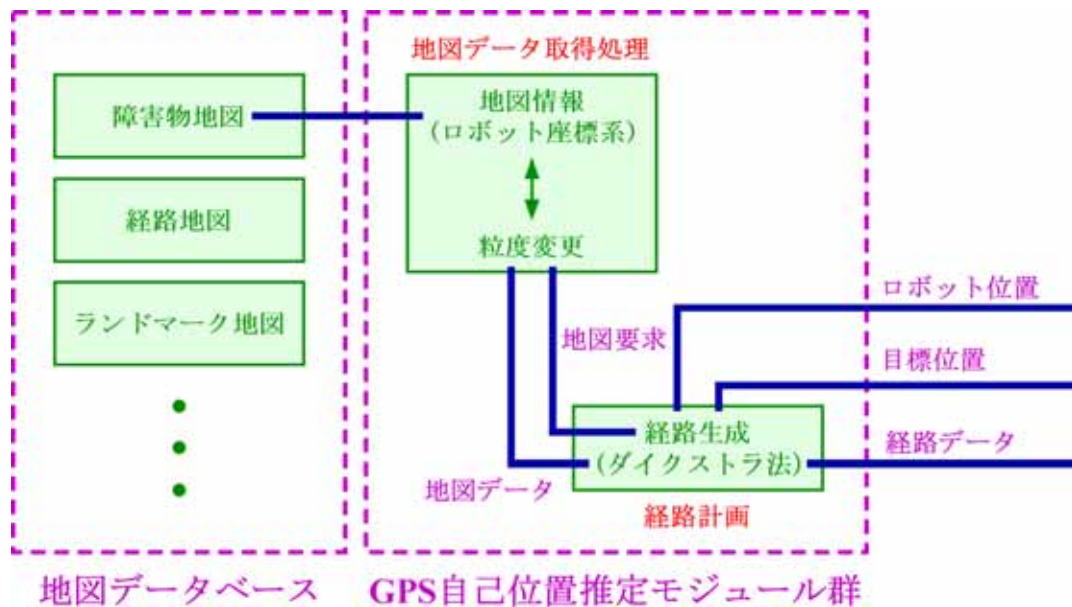 障害物地図
経路地図
ランドマーク地図
地図データベース
地図データ取得処理
地図情報
(ロボット座標系)
粒度変更
地図要求
地図データ
経路生成
(ダイクストラ法)
経路計画
ロボット位置
目標位置
経路データ
GPS自己位置推定モジュール群